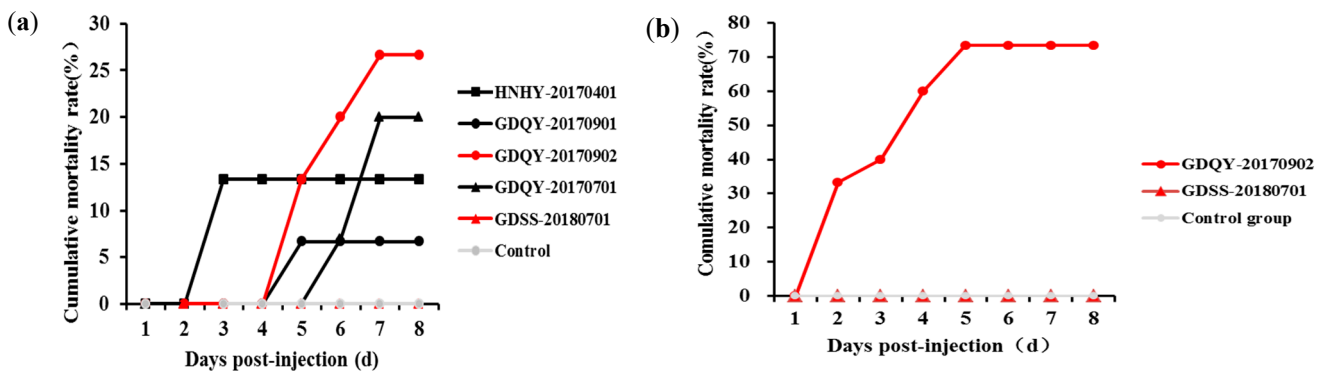 (a)
Cumulative mortality rate(%)
30
25
20
15
10
5
0
1 2 3 4 5 6 7 8
Days post-injection (d)
HNHY-20170401
GDQY-20170901
GDQY-20170902
GDQY-20170701
GDSS-20180701
Control
(b)
Comulative mortality rate(%)
80
70
60
50
40
30
20
10
0
1 2 3 4 5 6 7 8
Days post-injection（d）
GDQY-20170902
GDSS-20180701
Control group